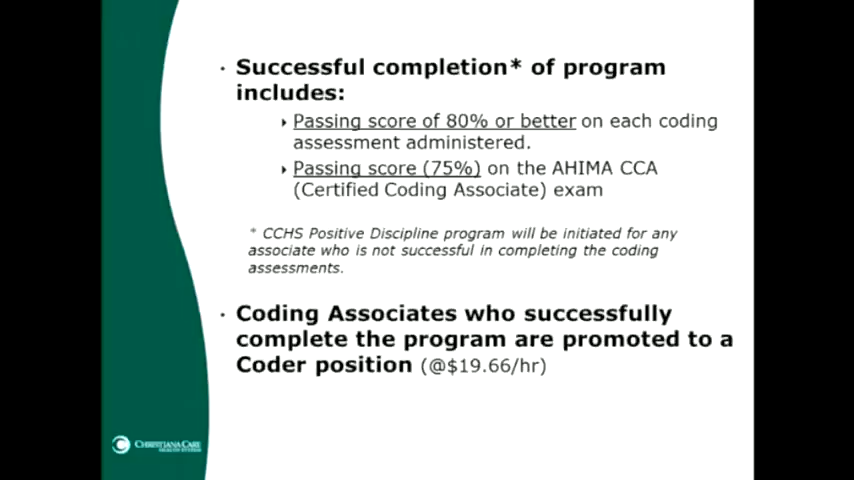 • Successful completion* of program
includes:
Passing score of 80% or better on each coding
assessment administered.
Passing score (75%) on the AHIMA CCA
(Certified Coding Associate) exam
* CCHS Positive Discipline program will be initiated for any
associate who is not successful in completing the coding
assessments.
• Coding Associates who successfully
complete the program are promoted to a
Coder position (@$19.66/hr)
CHRISTIANA CARE
HEALTH SYSTEM